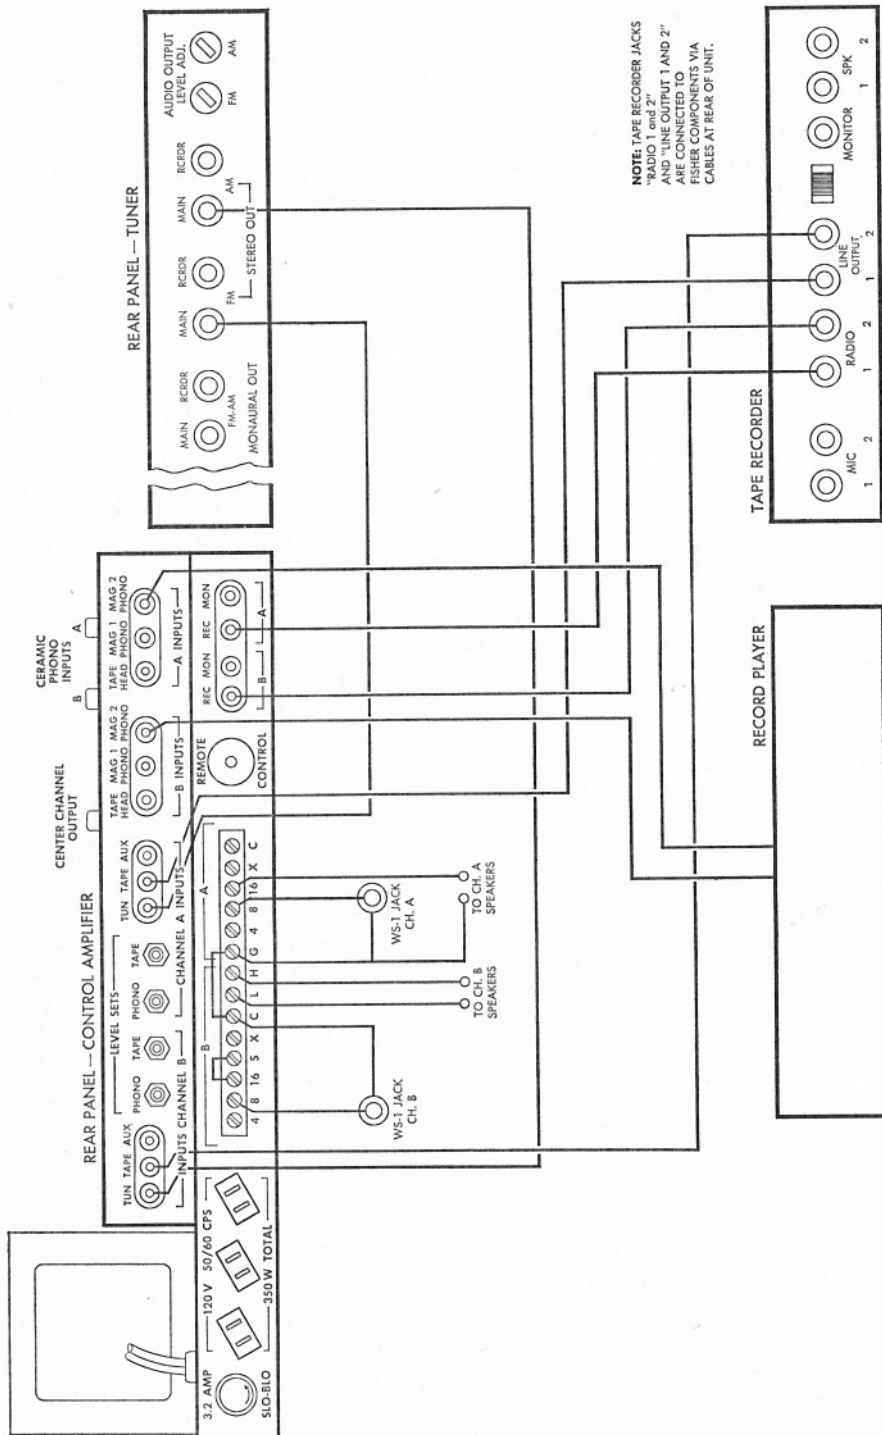 REAR PANEL — CONTROL AMPLIFIER
CENTER CHANNEL
OUTPUT
CERAMIC
PHONO
INPUTS
B
A
TUN TAPE AUX
INPUTS CHANNEL B
LEVEL SETS
PHONO
TAPE
PHONO
TAPE
TUN TAPE AUX
CHANNEL A INPUTS
TAPE MAG 1 MAG 2
HEAD PHONO PHONO
B INPUTS
TAPE MAG 1 MAG 2
HEAD PHONO PHONO
A INPUTS
3.2 AMP
SLO-BLO
120 V 50/60 CPS
350 W TOTAL
B
A
4 8 16 S X C L H G 4 8 16 X C
REMOTE
CONTROL
REC MON
REC MON
B
A
WS-1 JACK
CH. B
TO CH. B
SPEAKERS
WS-1 JACK
CH. A
TO CH. A
SPEAKERS
REAR PANEL — TUNER
MAIN
RCRDR
FM-AM
MONAURAL OUT
MAIN
RCRDR
FM
MAIN
RCRDR
AM
STEREO OUT
AUDIO OUTPUT
LEVEL ADJ.
FM
AM
RECORD PLAYER
TAPE RECORDER
1
2
MIC
1
2
RADIO
1
2
LINE
OUTPUT
MONITOR
1
2
SPK
NOTE: TAPE RECORDER JACKS
"RADIO 1 and 2"
AND "LINE OUTPUT 1 AND 2"
ARE CONNECTED TO
FISHER COMPONENTS VIA
CABLES AT REAR OF UNIT.